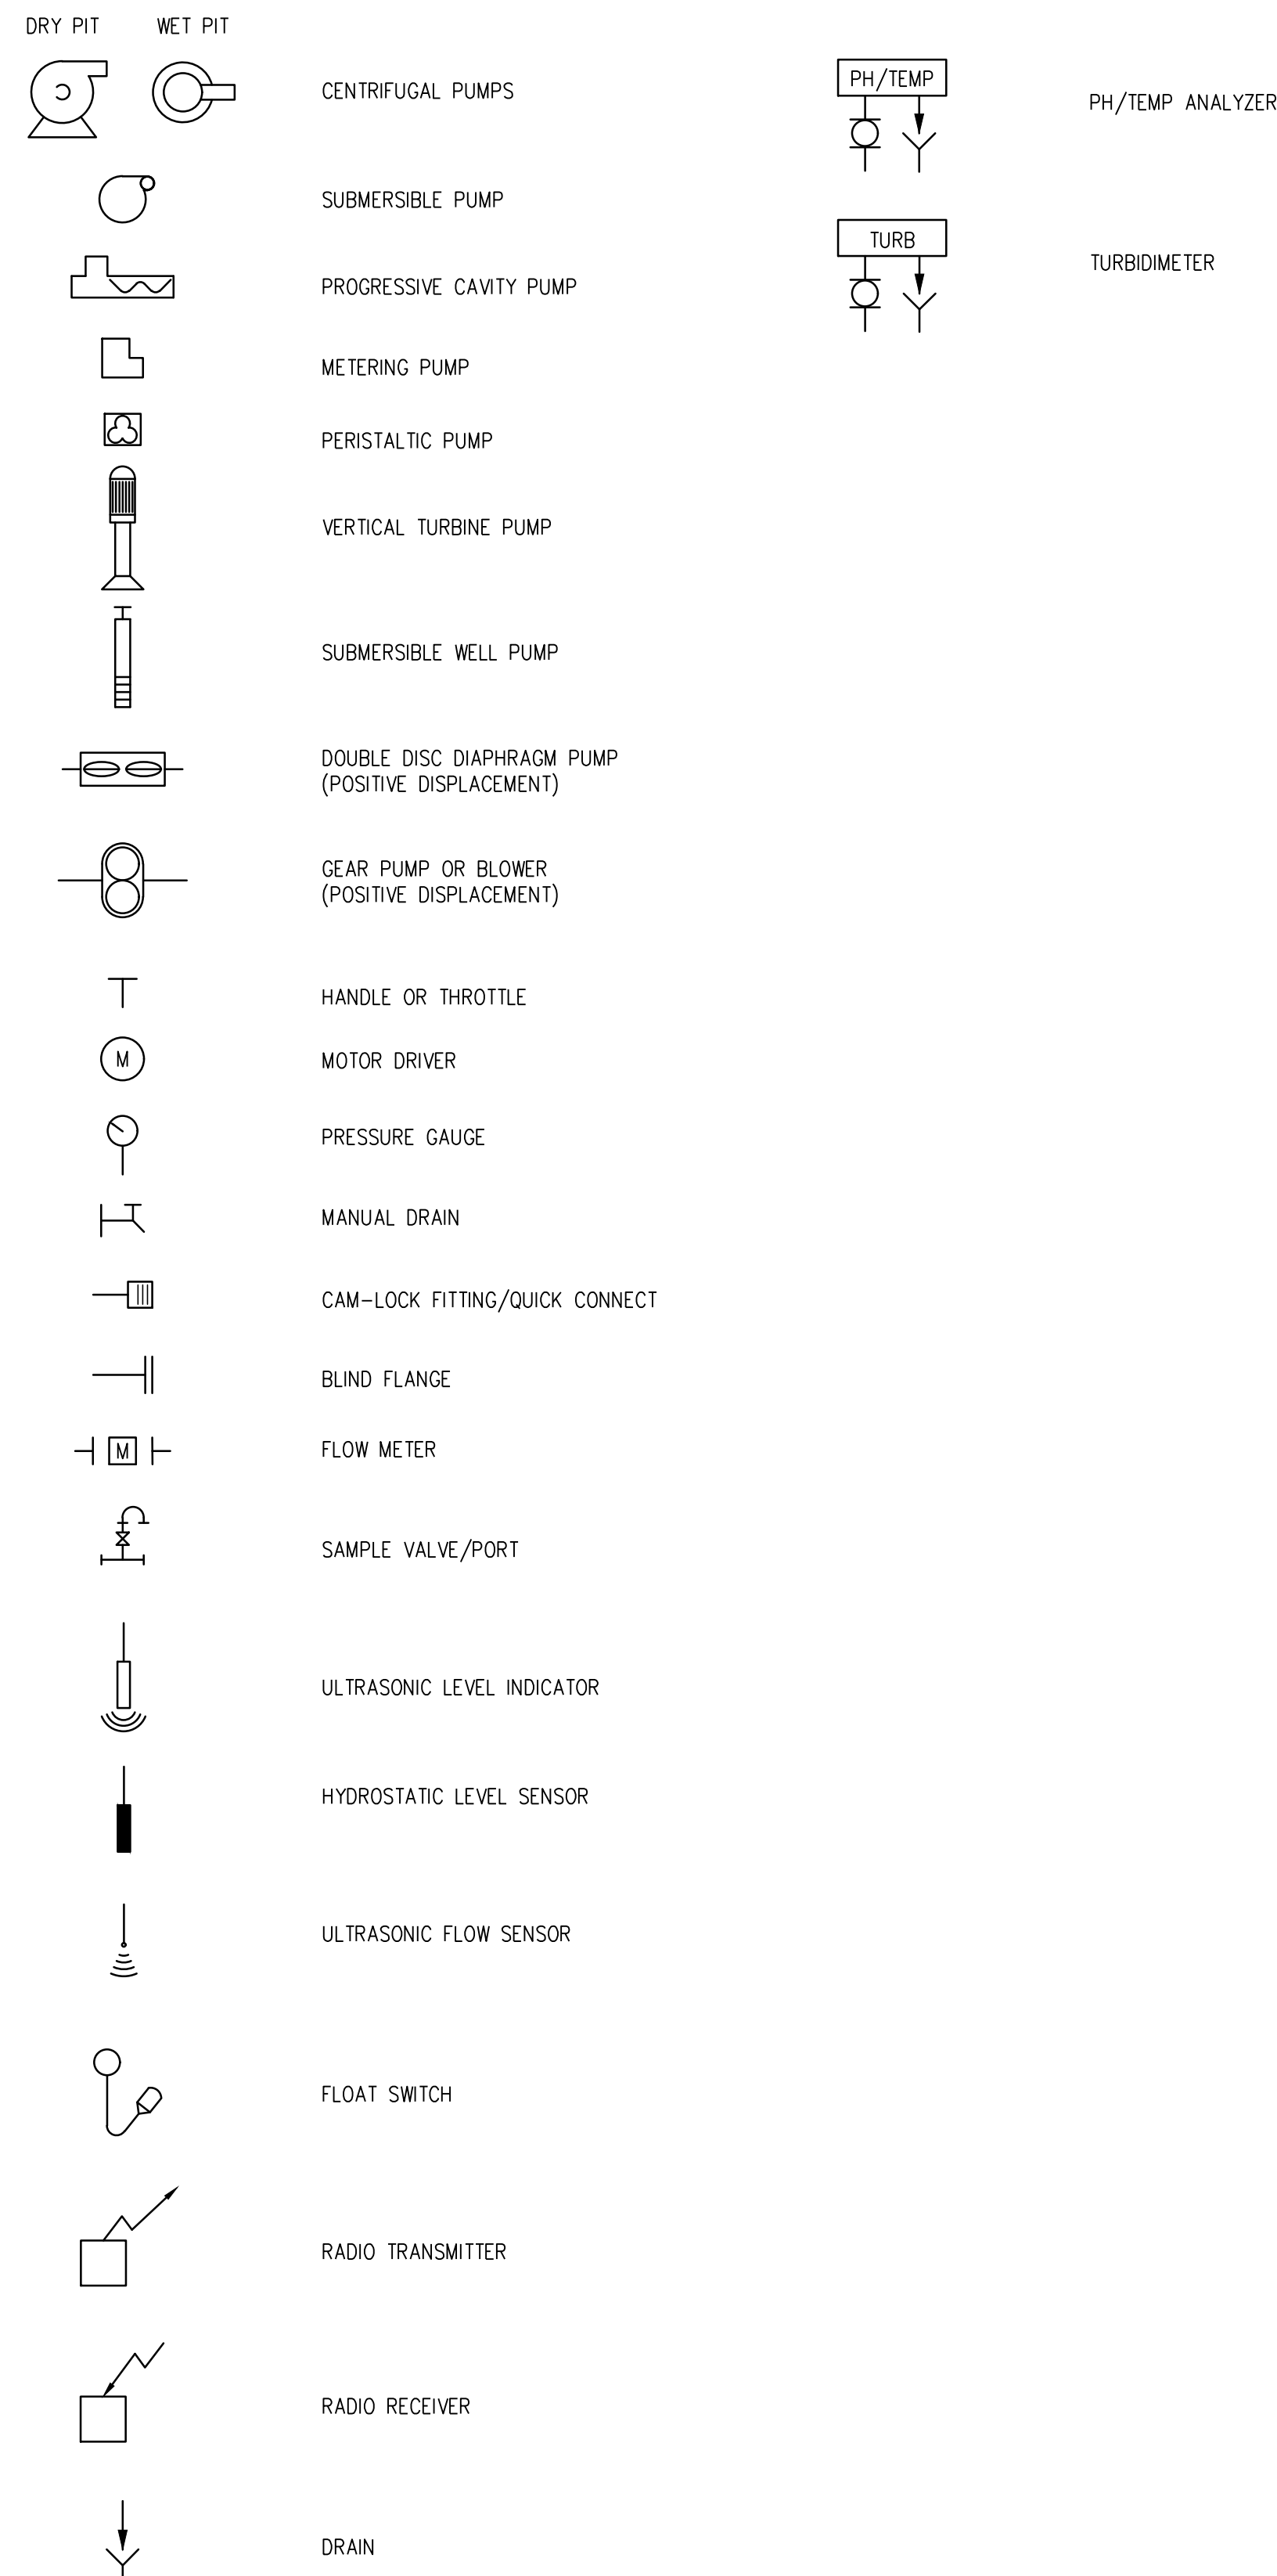 DRY PIT
WET PIT
CENTRIFUGAL PUMPS
SUBMERSIBLE PUMP
PROGRESSIVE CAVITY PUMP
METERING PUMP
PERISTALTIC PUMP
VERTICAL TURBINE PUMP
SUBMERSIBLE WELL PUMP
DOUBLE DISC DIAPHRAGM PUMP
(POSITIVE DISPLACEMENT)
GEAR PUMP OR BLOWER
(POSITIVE DISPLACEMENT)
HANDLE OR THROTTLE
M
MOTOR DRIVER
PRESSURE GAUGE
MANUAL DRAIN
CAM-LOCK FITTING/QUICK CONNECT
BLIND FLANGE
M
FLOW METER
SAMPLE VALVE/PORT
ULTRASONIC LEVEL INDICATOR
HYDROSTATIC LEVEL SENSOR
ULTRASONIC FLOW SENSOR
FLOAT SWITCH
RADIO TRANSMITTER
RADIO RECEIVER
DRAIN
PH/TEMP
PH/TEMP ANALYZER
TURB
TURBIDIMETER